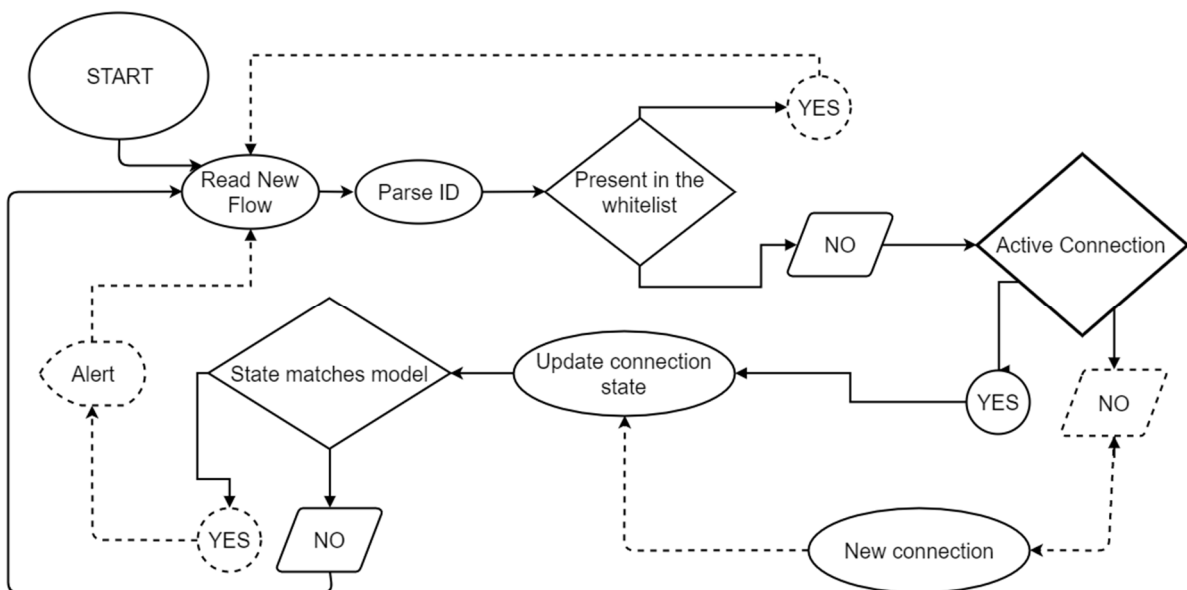 START
YES
Read New
Flow
Parse ID
Present in the
whitelist
NO
Active Connection
Alert
State matches model
Update connection
state
YES
NO
YES
NO
New connection